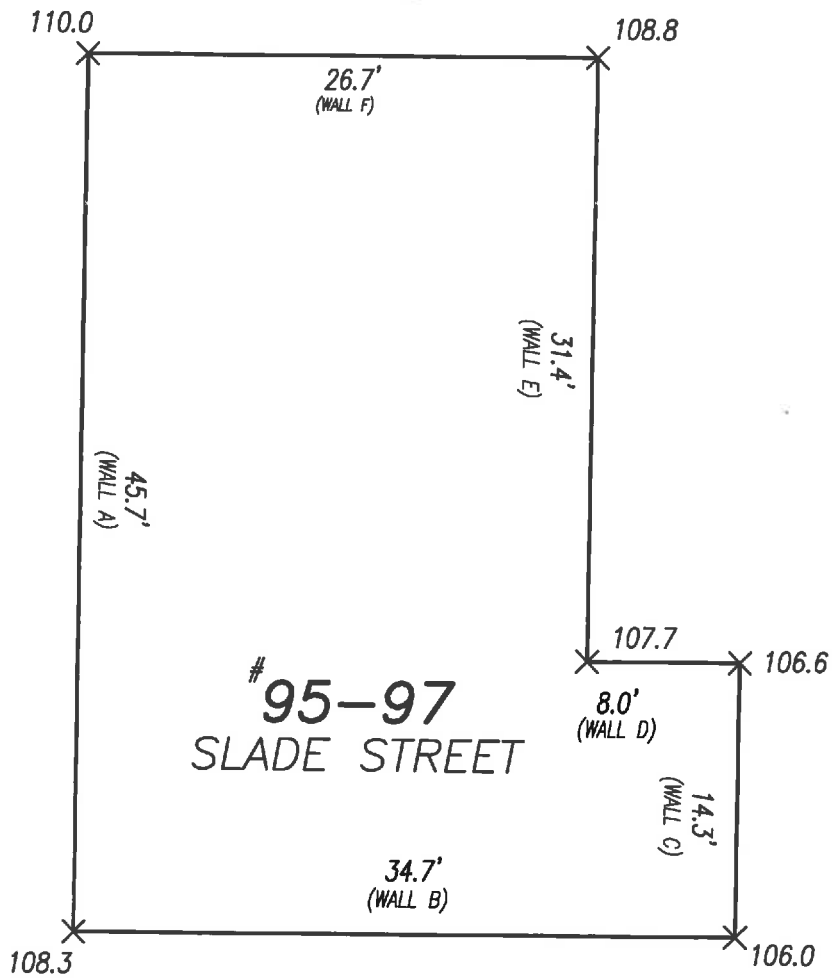 110.0
108.8
26.7'
(WALL F)
31.4'
(WALL E)
45.7'
(WALL A)
107.7
106.6
8.0'
(WALL D)
#95-97
SLADE STREET
14.3'
(WALL C)
34.7'
(WALL B)
108.3
106.0